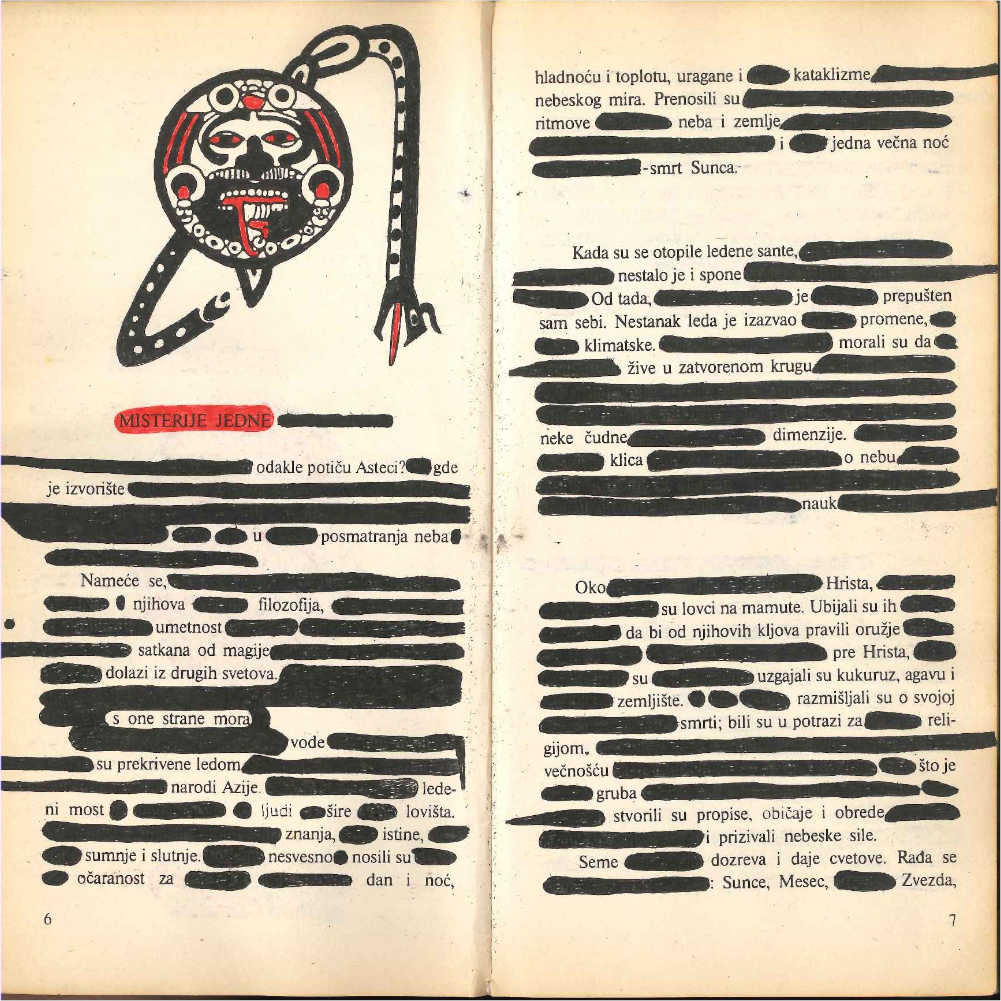 MISTERIJE JEDNE
odakle potiču Asteci? gde
je izvorište
u posmatranja neba
Nameće se,
njihova filozofija,
umetnost
satkana od magije
dolazi iz drugih svetova.
s one strane mora
vode
su prekrivene ledom
narodi Azije. lede-
ni most ljudi šire lovišta.
znanja, istine,
sumnje i slutnje. nesvesno nosili su
očaranost za dan i noć,
6
hladnoću i toplotu, uragane i kataklizme
nebeskog mira. Prenosili su
ritmove neba i zemlje
i jedna večna noć
-smrt Sunca.
Kada su se otopile ledene sante,
nestalo je i spone
Od tada, je prepušten
sam sebi. Nestanak leda je izazvao promene,
klimatske. morali su da
žive u zatvorenom krugu
neke čudne dimenzije.
klica o nebu
nauk
Oko Hrista,
su lovci na mamute. Ubijali su ih
da bi od njihovih kljova pravili oružje
pre Hrista,
su uzgajali su kukuruz, agavu i
zemljište. razmišljali su o svojoj
smrti; bili su u potrazi za reli-
gijom,
večnošću što je
gruba
stvorili su propise, običaje i obrede
i prizivali nebeske sile.
Seme dozreva i daje cvetove. Rađa se
: Sunce, Mesec, Zvezda,
7